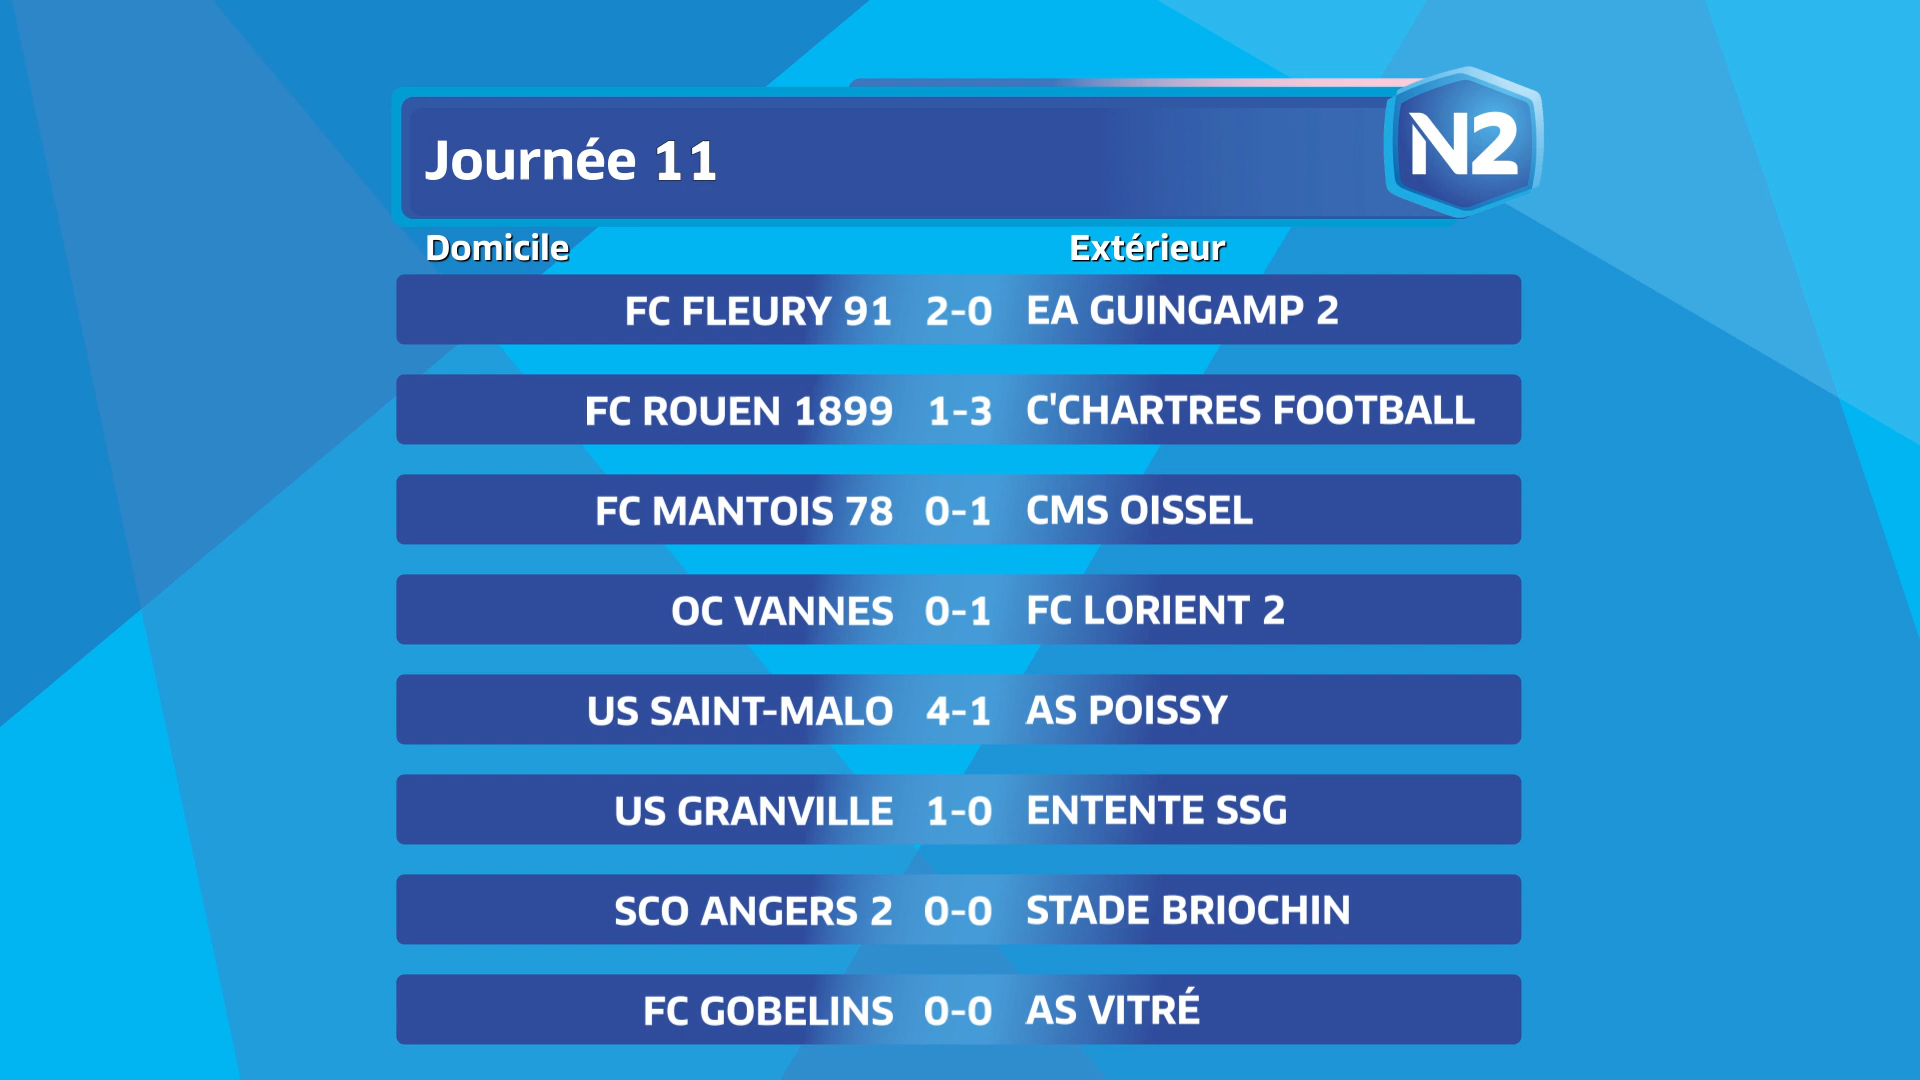 Journée 11
N2
Domicile Extérieur
FC FLEURY 91 2-0 EA GUINGAMP 2
FC ROUEN 1899 1-3 C'CHARTRES FOOTBALL
FC MANTOIS 78 0-1 CMS OISSEL
OC VANNES 0-1 FC LORIENT 2
US SAINT-MALO 4-1 AS POISSY
US GRANVILLE 1-0 ENTENTE SSG
SCO ANGERS 2 0-0 STADE BRIOCHIN
FC GOBELINS 0-0 AS VITRÉ